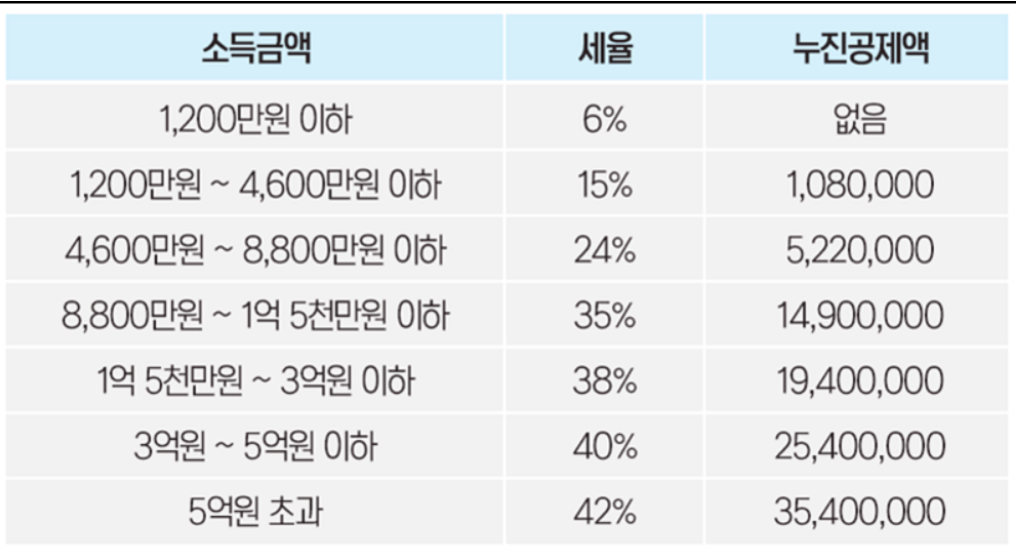 소득금액 세율 누진공제액
1,200만원 이하 6% 없음
1,200만원 ~ 4,600만원 이하 15% 1,080,000
4,600만원 ~ 8,800만원 이하 24% 5,220,000
8,800만원 ~ 1억 5천만원 이하 35% 14,900,000
1억 5천만원 ~ 3억원 이하 38% 19,400,000
3억원 ~ 5억원 이하 40% 25,400,000
5억원 초과 42% 35,400,000